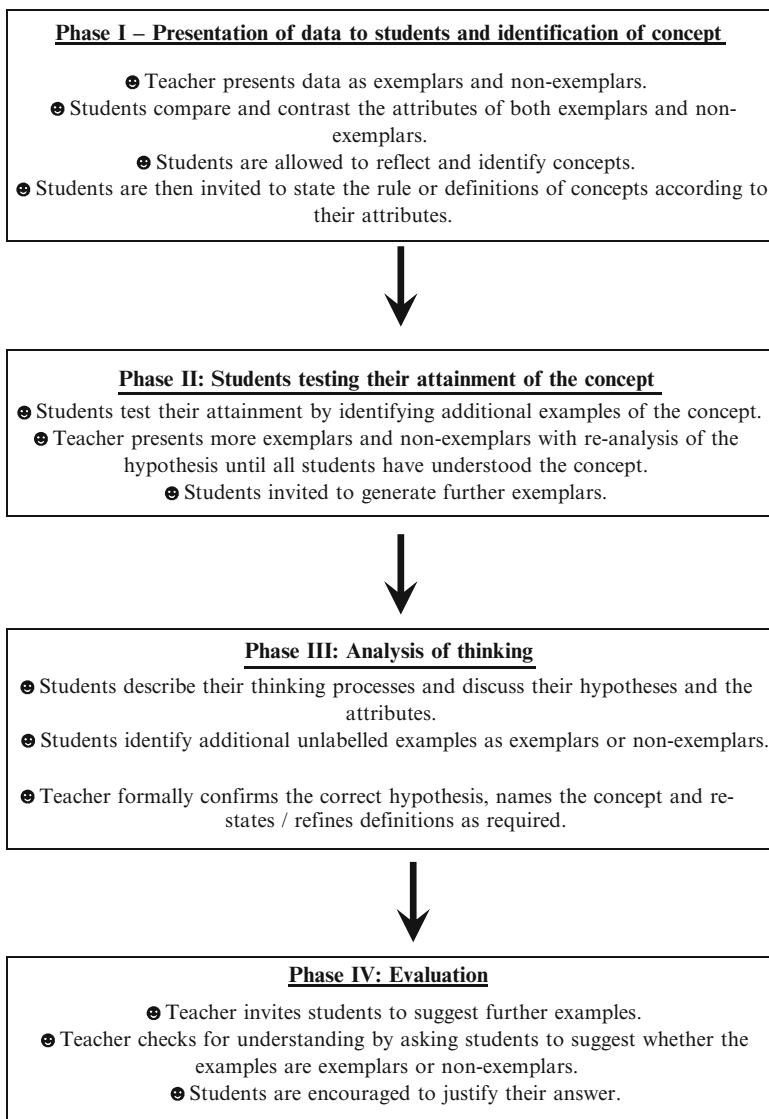 Phase I – Presentation of data to students and identification of concept
☻ Teacher presents data as exemplars and non-exemplars.
☻ Students compare and contrast the attributes of both exemplars and non-
exemplars.
☻ Students are allowed to reflect and identify concepts.
☻ Students are then invited to state the rule or definitions of concepts according to
their attributes.
Phase II: Students testing their attainment of the concept
☻ Students test their attainment by identifying additional examples of the concept.
☻ Teacher presents more exemplars and non-exemplars with re-analysis of the
hypothesis until all students have understood the concept.
☻ Students invited to generate further exemplars.
Phase III: Analysis of thinking
☻ Students describe their thinking processes and discuss their hypotheses and the
attributes.
☻ Students identify additional unlabelled examples as exemplars or non-exemplars.
☻ Teacher formally confirms the correct hypothesis, names the concept and re-
states / refines definitions as required.
Phase IV: Evaluation
☻ Teacher invites students to suggest further examples.
☻ Teacher checks for understanding by asking students to suggest whether the
examples are exemplars or non-exemplars.
☻ Students are encouraged to justify their answer.